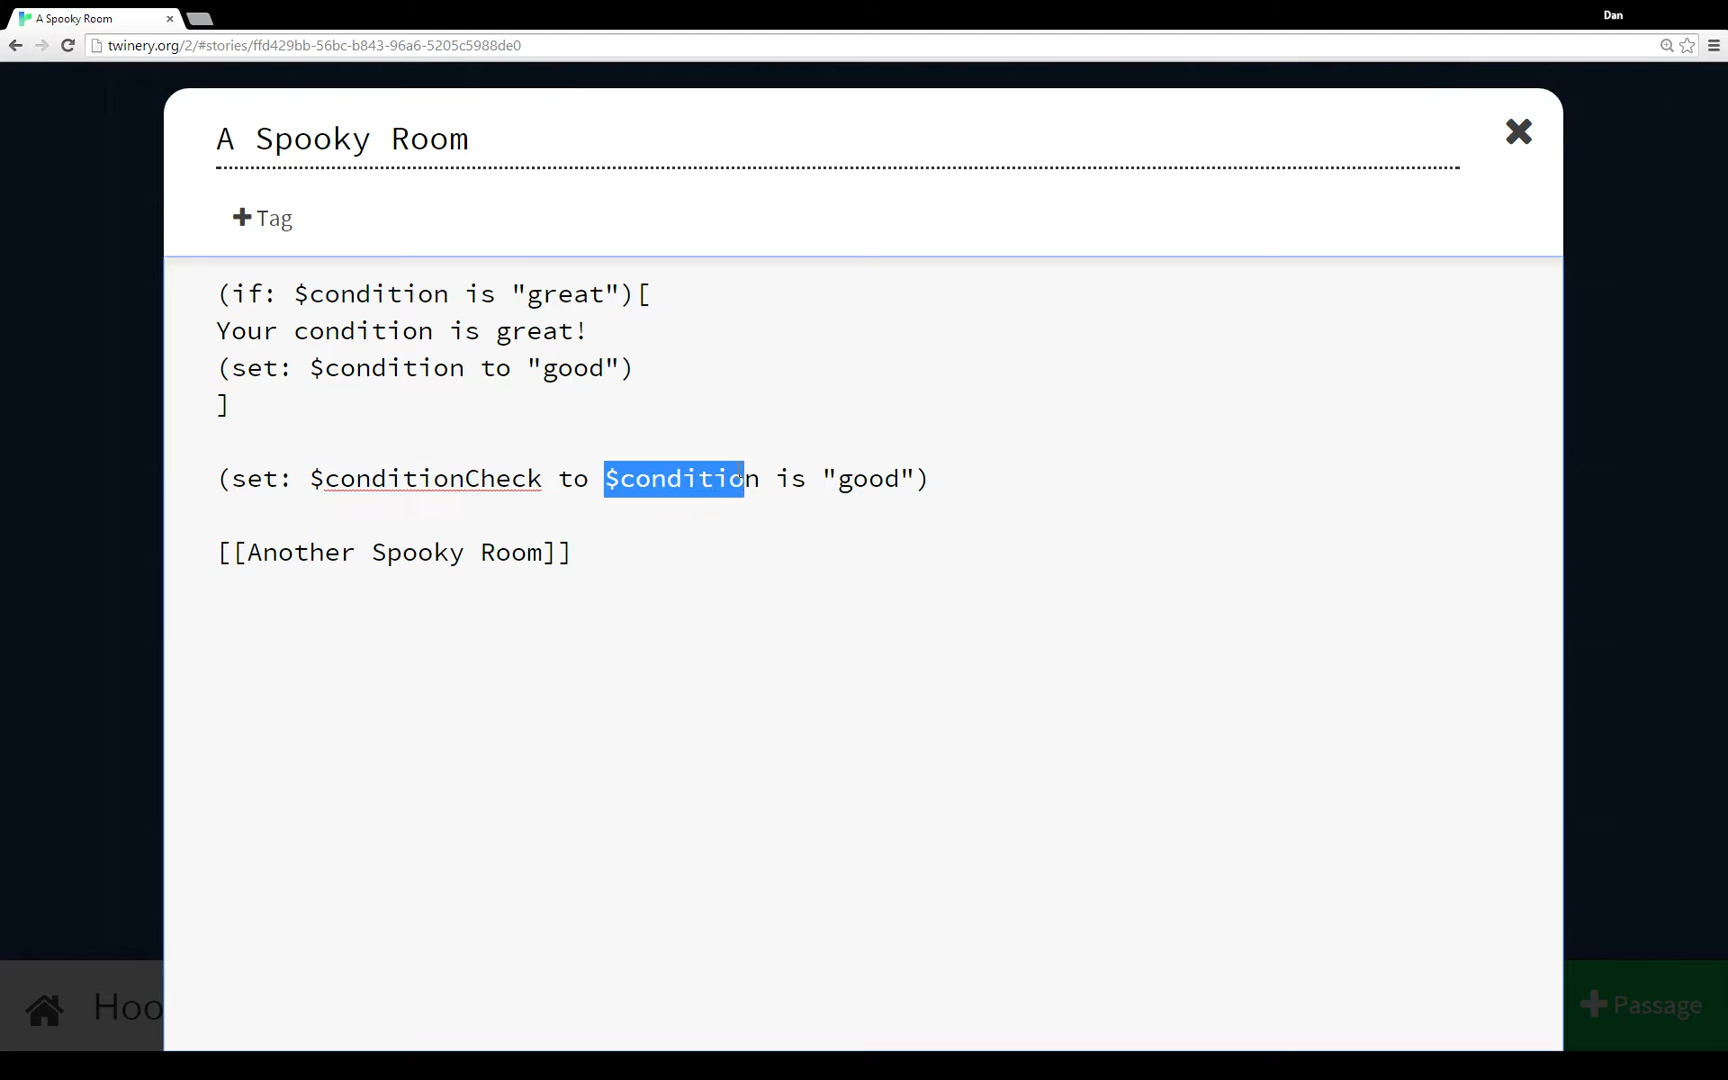 A Spooky Room
Dan
twinery.org/2/#stories/ffd429bb-56bc-b843-96a6-5205c5988de0
A Spooky Room
Tag
(if: $condition is "great")[
Your condition is great!
(set: $condition to "good")
]
(set: $conditionCheck to $condition is "good")
[[Another Spooky Room]]
Hoo
Passage